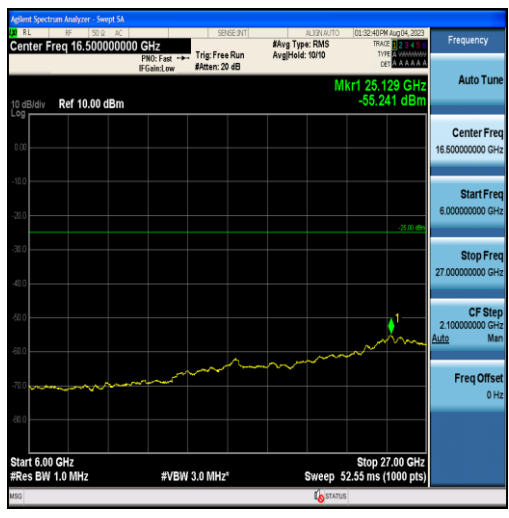 Agilent Spectrum Analyzer - Swept SA
RL RF 50 Ω AC SENSE:INT ALIGN AUTO 01:32:40 PM Aug 04, 2023
Center Freq 16.500000000 GHz
PNO: Fast
IFGain:Low
Trig: Free Run
#Atten: 20 dB
#Avg Type: RMS
Avg|Hold: 10/10
TRACE 1 2 3 4 5 6
TYPE A
DET A A A A A A
Mkr1 25.129 GHz
-55.241 dBm
10 dB/div Ref 10.00 dBm
Log
0.00
-10.0
-20.0
-25.00 dBm
-30.0
-40.0
-50.0
1
-60.0
-70.0
-80.0
Start 6.00 GHz Stop 27.00 GHz
#Res BW 1.0 MHz #VBW 3.0 MHz* Sweep 52.55 ms (1000 pts)
MSG STATUS
Frequency
Auto Tune
Center Freq
16.500000000 GHz
Start Freq
6.000000000 GHz
Stop Freq
27.000000000 GHz
CF Step
2.100000000 GHz
Auto Man
Freq Offset
0 Hz